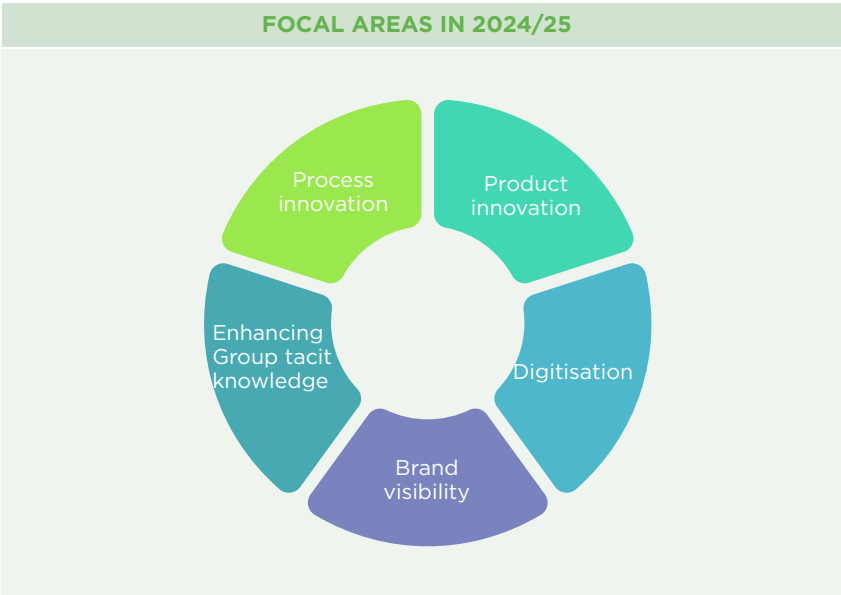 FOCAL AREAS IN 2024/25
Process
innovation
Product
innovation
Enhancing
Group tacit
knowledge
Digitisation
Brand
visibility